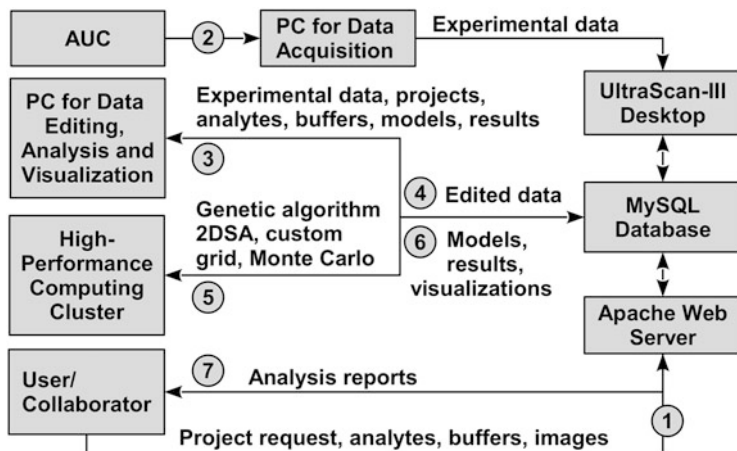 AUC
2
PC for Data
Acquisition
Experimental data
UltraScan-III
Desktop
PC for Data
Editing,
Analysis and
Visualization
Experimental data, projects,
analytes, buffers, models, results
3
4
Edited data
MySQL
Database
High-
Performance
Computing
Cluster
Genetic algorithm
2DSA, custom
grid, Monte Carlo
5
6
Models,
results,
visualizations
Apache Web
Server
User/
Collaborator
7
Analysis reports
1
Project request, analytes, buffers, images